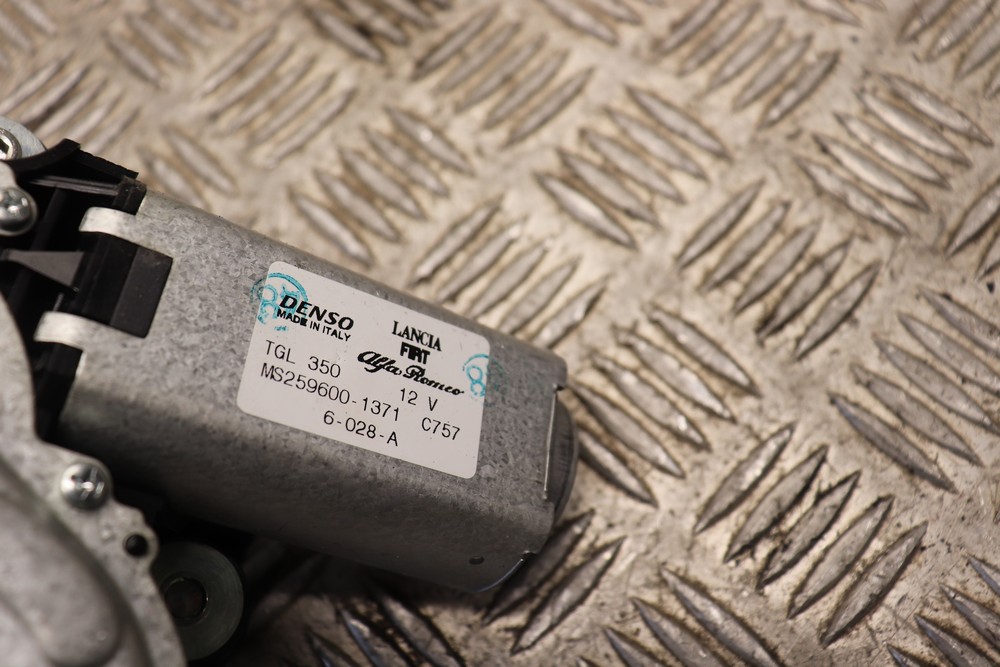 DENSO
MADE IN ITALY
LANCIA
FIAT
Alfa Romeo
TGL 350
12 V
MS259600-1371
C757
6-028-A